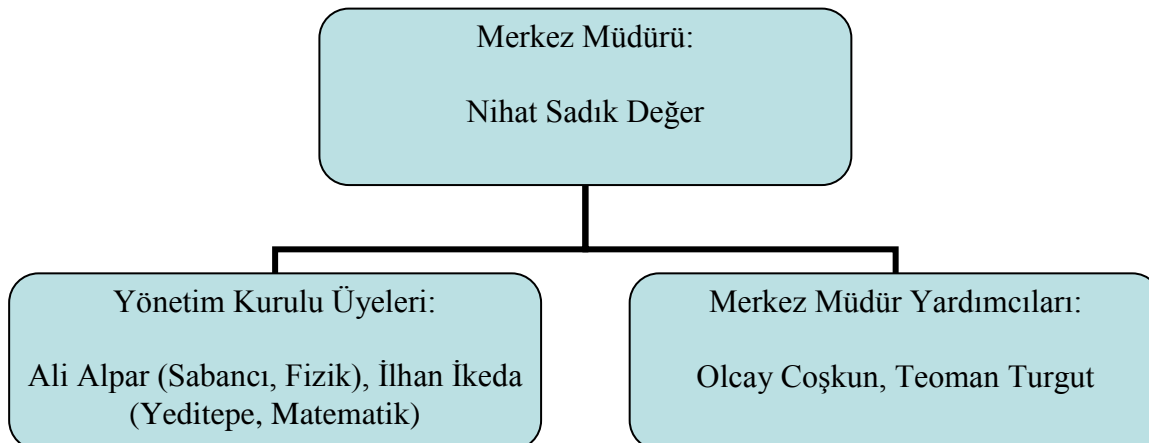 Merkez Müdürü:
Nihat Sadık Değer
Yönetim Kurulu Üyeleri:
Ali Alpar (Sabancı, Fizik), İlhan İkeda
(Yeditepe, Matematik)
Merkez Müdür Yardımcıları:
Olcay Coşkun, Teoman Turgut